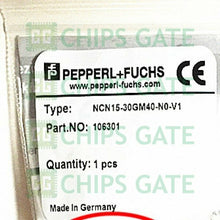 CHIPS GATE
PEPPERL+FUCHS
www.pepperl-fuchs.com
CE
Type: NCN15-30GM40-N0-V1
Part.NO: 106301
Quantity: 1 pcs
Made in Germany
CHIPS GATE